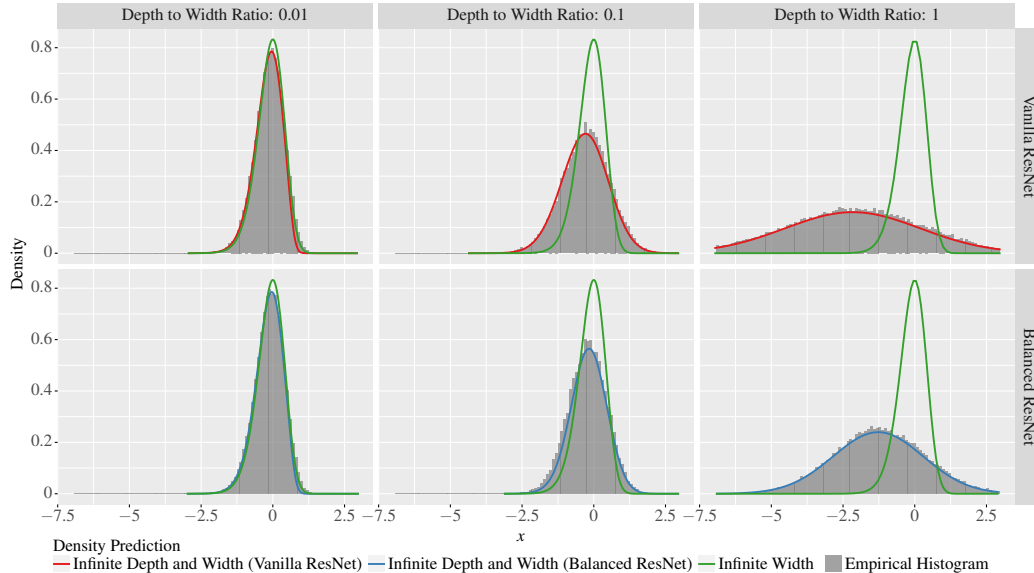 Depth to Width Ratio: 0.01
Depth to Width Ratio: 0.1
Depth to Width Ratio: 1
0.8
0.6
0.4
0.2
0
Vanilla ResNet
Density
0.8
0.6
0.4
0.2
0
Balanced ResNet
−7.5 −5.0 −2.5 0 2.5
−7.5 −5.0 −2.5 0 2.5
−7.5 −5.0 −2.5 0 2.5
x
Density Prediction
Infinite Depth and Width (Vanilla ResNet)
Infinite Depth and Width (Balanced ResNet)
Infinite Width
Empirical Histogram